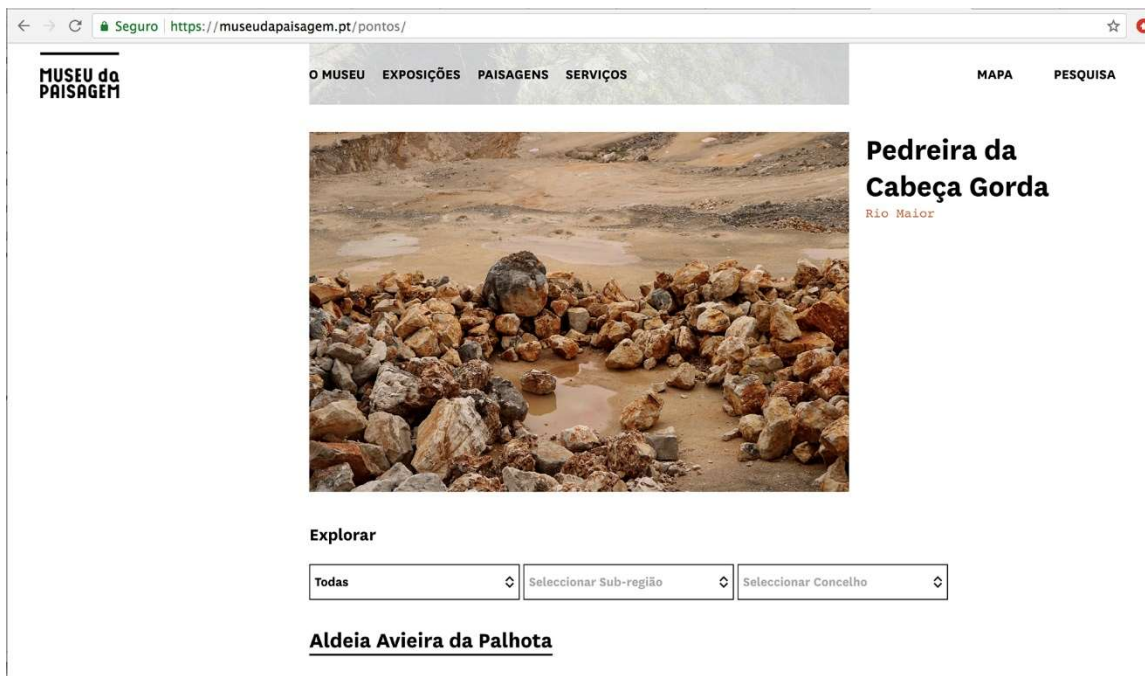 Seguro https://museudapaisagem.pt/pontos/
MUSEU da
PAISAGEM
O MUSEU EXPOSIÇÕES PAISAGENS SERVIÇOS
MAPA PESQUISA
Pedreira da
Cabeça Gorda
Rio Maior
Explorar
Todas Seleccionar Sub-região Seleccionar Concelho
Aldeia Avieira da Palhota